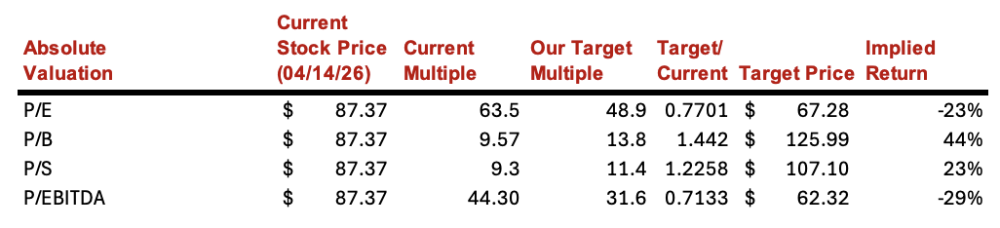 Current
Absolute Stock Price Current Our Target Target/ Implied
Valuation (04/14/26) Multiple Multiple Current Target Price Return
P/E $ 87.37 63.5 48.9 0.7701 $ 67.28 -23%
P/B $ 87.37 9.57 13.8 1.442 $ 125.99 44%
P/S $ 87.37 9.3 11.4 1.2258 $ 107.10 23%
P/EBITDA $ 87.37 44.30 31.6 0.7133 $ 62.32 -29%